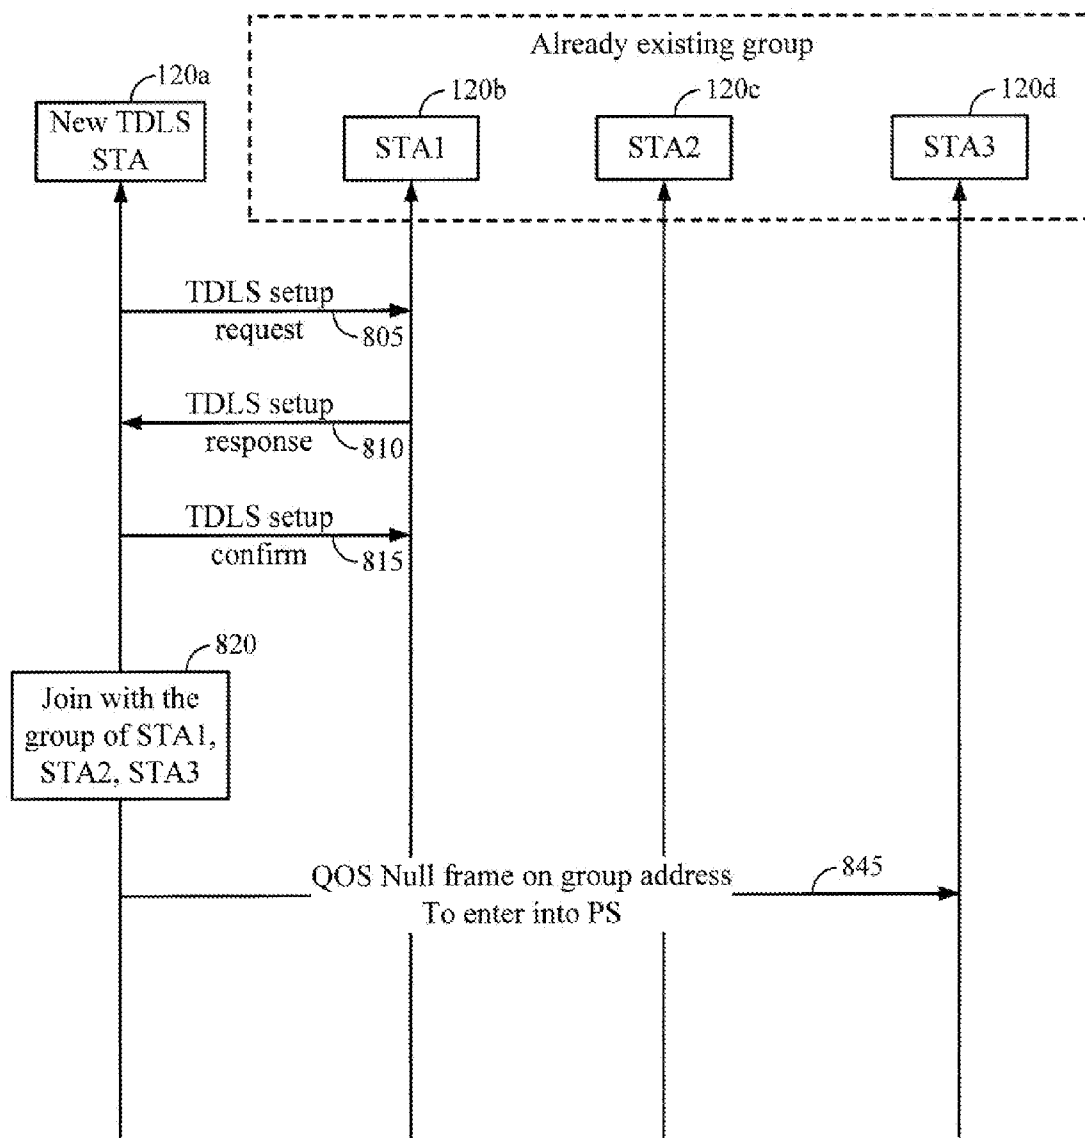 Already existing group
120a
120b
120c
120d
New TDLS
STA
STA1
STA2
STA3
TDLS setup
request
805
TDLS setup
response
810
TDLS setup
confirm
815
820
Join with the
group of STA1,
STA2, STA3
QOS Null frame on group address
845
To enter into PS